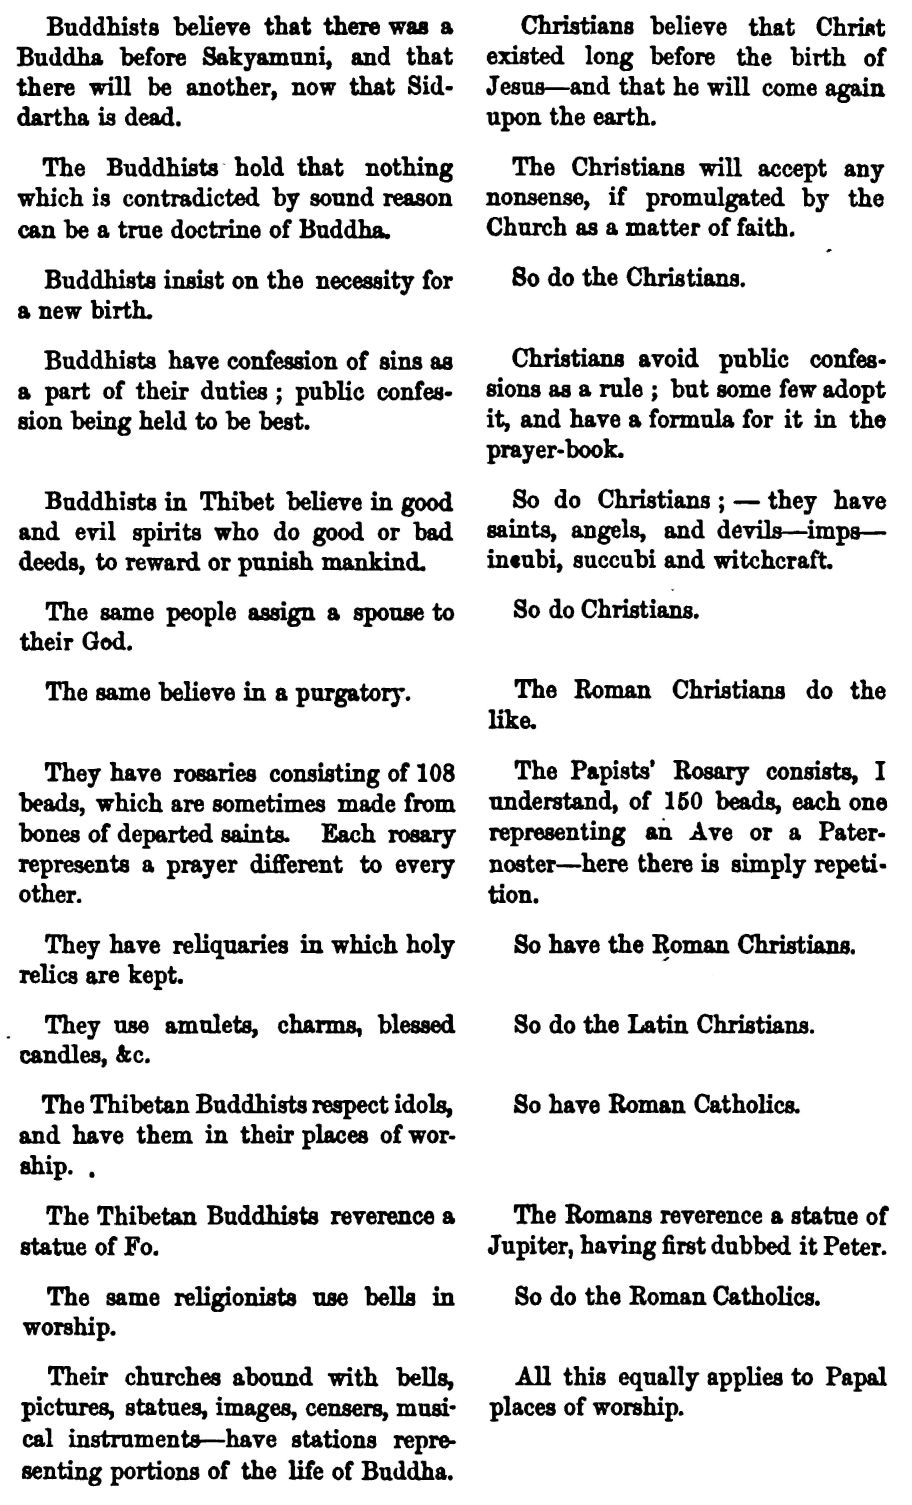 Buddhists believe that there was a
Buddha before Sakyamuni, and that
there will be another, now that Sid-
dartha is dead.
Christians believe that Christ
existed long before the birth of
Jesus—and that he will come again
upon the earth.
The Buddhists hold that nothing
which is contradicted by sound reason
can be a true doctrine of Buddha.
The Christians will accept any
nonsense, if promulgated by the
Church as a matter of faith.
Buddhists insist on the necessity for
a new birth.
So do the Christians.
Buddhists have confession of sins as
a part of their duties ; public confes-
sion being held to be best.
Christians avoid public confes-
sions as a rule ; but some few adopt
it, and have a formula for it in the
prayer-book.
Buddhists in Thibet believe in good
and evil spirits who do good or bad
deeds, to reward or punish mankind.
So do Christians ; — they have
saints, angels, and devils—imps—
incubi, succubi and witchcraft.
The same people assign a spouse to
their God.
So do Christians.
The same believe in a purgatory.
The Roman Christians do the
like.
They have rosaries consisting of 108
beads, which are sometimes made from
bones of departed saints. Each rosary
represents a prayer different to every
other.
The Papists' Rosary consists, I
understand, of 150 beads, each one
representing an Ave or a Pater-
noster—here there is simply repeti-
tion.
They have reliquaries in which holy
relics are kept.
So have the Roman Christians.
They use amulets, charms, blessed
candles, &c.
So do the Latin Christians.
The Thibetan Buddhists respect idols,
and have them in their places of wor-
ship.
So have Roman Catholics.
The Thibetan Buddhists reverence a
statue of Fo.
The Romans reverence a statue of
Jupiter, having first dubbed it Peter.
The same religionists use bells in
worship.
So do the Roman Catholics.
Their churches abound with bells,
pictures, statues, images, censers, musi-
cal instruments—have stations repre-
senting portions of the life of Buddha.
All this equally applies to Papal
places of worship.